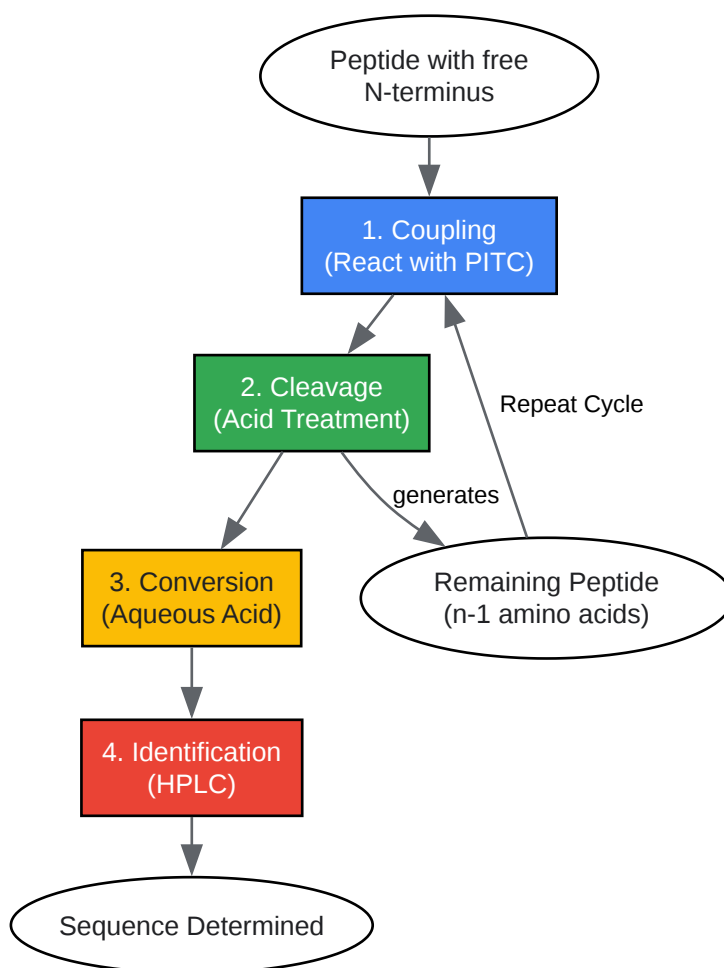 Peptide with free
N-terminus
1. Coupling
(React with PITC)
2. Cleavage
(Acid Treatment)
Repeat Cycle
generates
3. Conversion
(Aqueous Acid)
Remaining Peptide
(n-1 amino acids)
4. Identification
(HPLC)
Sequence Determined